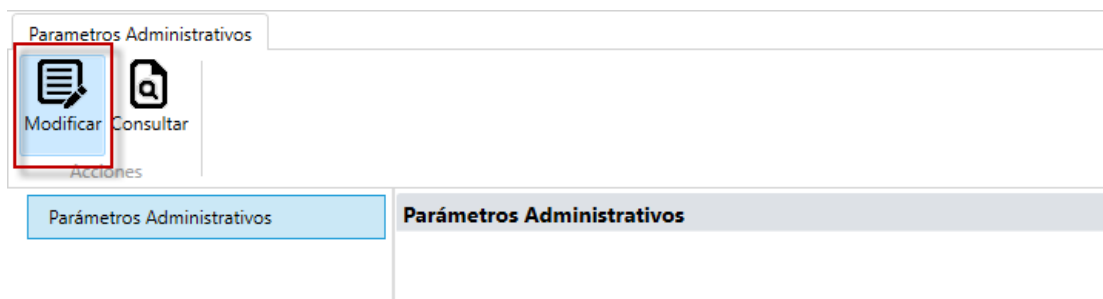 Parametros Administrativos
Modificar Consultar
Acciones
Parámetros Administrativos
Parámetros Administrativos